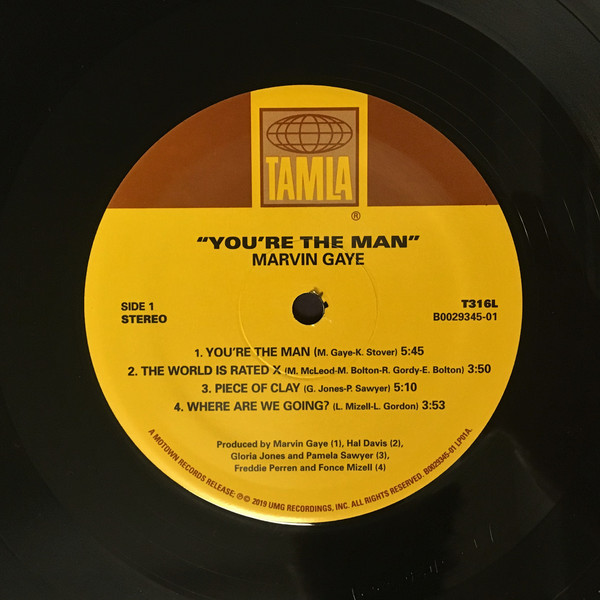 TAMLA
®
"YOU'RE THE MAN"
MARVIN GAYE
SIDE 1
STEREO
T316L
B0029345-01
1. YOU'RE THE MAN (M. Gaye-K. Stover) 5:45
2. THE WORLD IS RATED X (M. McLeod-M. Bolton-R. Gordy-E. Bolton) 3:50
3. PIECE OF CLAY (G. Jones-P. Sawyer) 5:10
4. WHERE ARE WE GOING? (L. Mizell-L. Gordon) 3:53
Produced by Marvin Gaye (1), Hal Davis (2),
Gloria Jones and Pamela Sawyer (3),
Freddie Perren and Fonce Mizell (4)
A MOTOWN RECORDS RELEASE; ℗© 2019 UMG RECORDINGS, INC. ALL RIGHTS RESERVED. B0029345-01 LP01A.